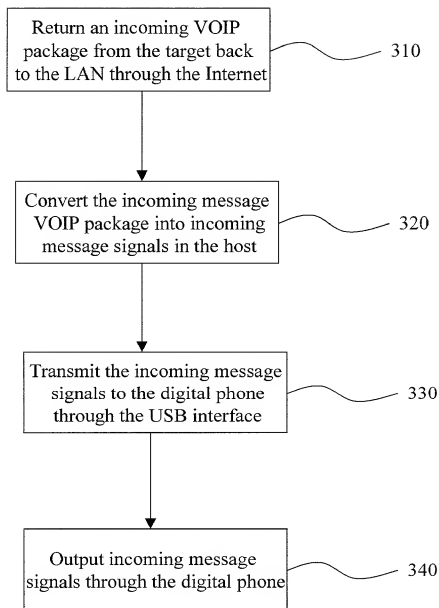 Return an incoming VOIP
package from the target back
to the LAN through the Internet
310
Convert the incoming message
VOIP package into incoming
message signals in the host
320
Transmit the incoming message
signals to the digital phone
through the USB interface
330
Output incoming message
signals through the digital phone
340